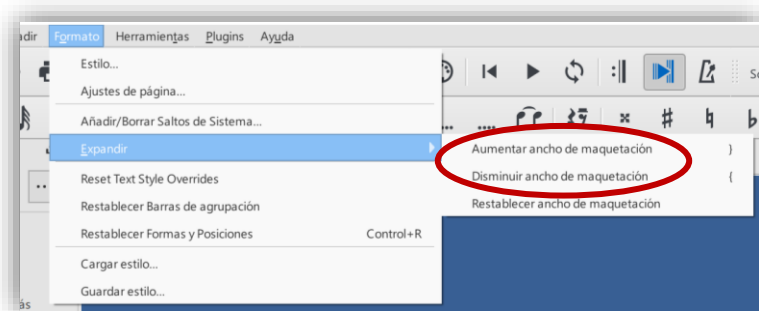 adir Formato Herramientas Plugins Ayuda
Estilo...
Ajustes de página...
Añadir/Borrar Saltos de Sistema...
Expandir
Aumentar ancho de maquetación }
Reset Text Style Overrides
Disminuir ancho de maquetación {
Restablecer Barras de agrupación
Restablecer ancho de maquetación
Restablecer Formas y Posiciones Control+R
Cargar estilo...
Guardar estilo...
ás